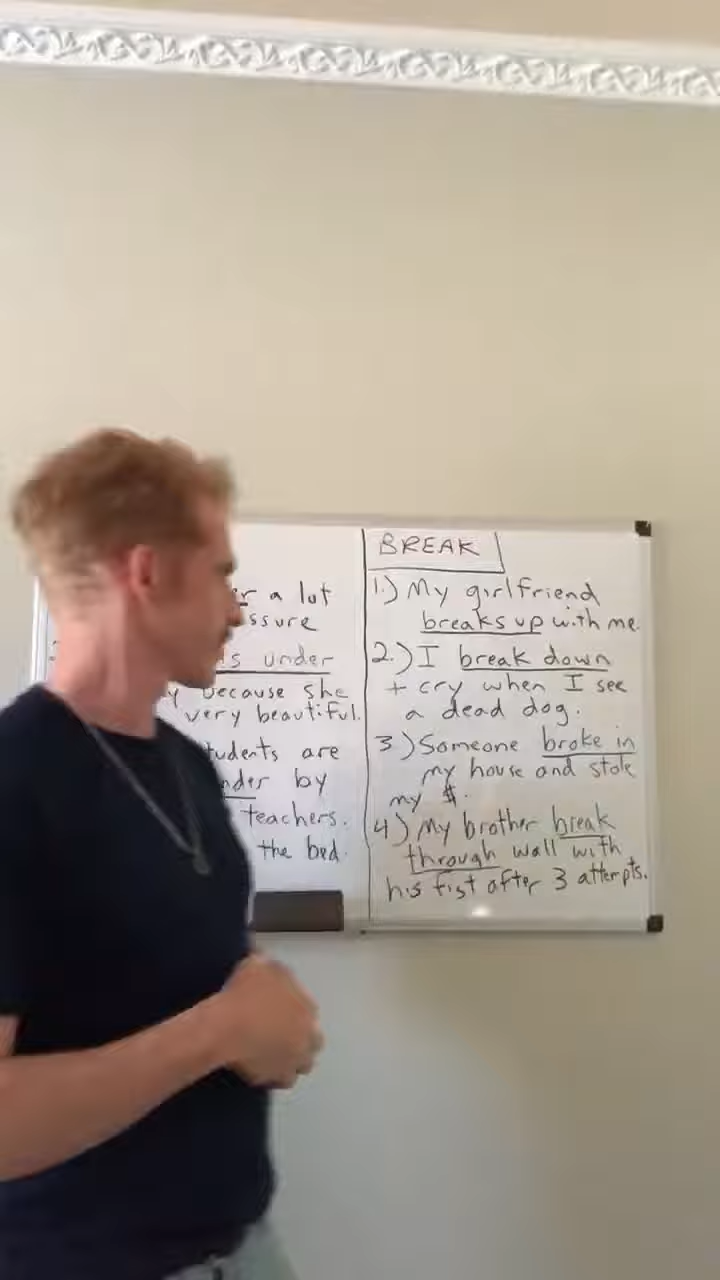 a lot
ssure
is under
because she
very beautiful.
tudents are
nder by
teachers.
the bed.
BREAK
1.) My girlfriend
breaks up with me.
2.) I break down
+ cry when I see
a dead dog.
3) Someone broke in
my house and stole
my $.
4) My brother break
through wall with
his fist after 3 attempts.